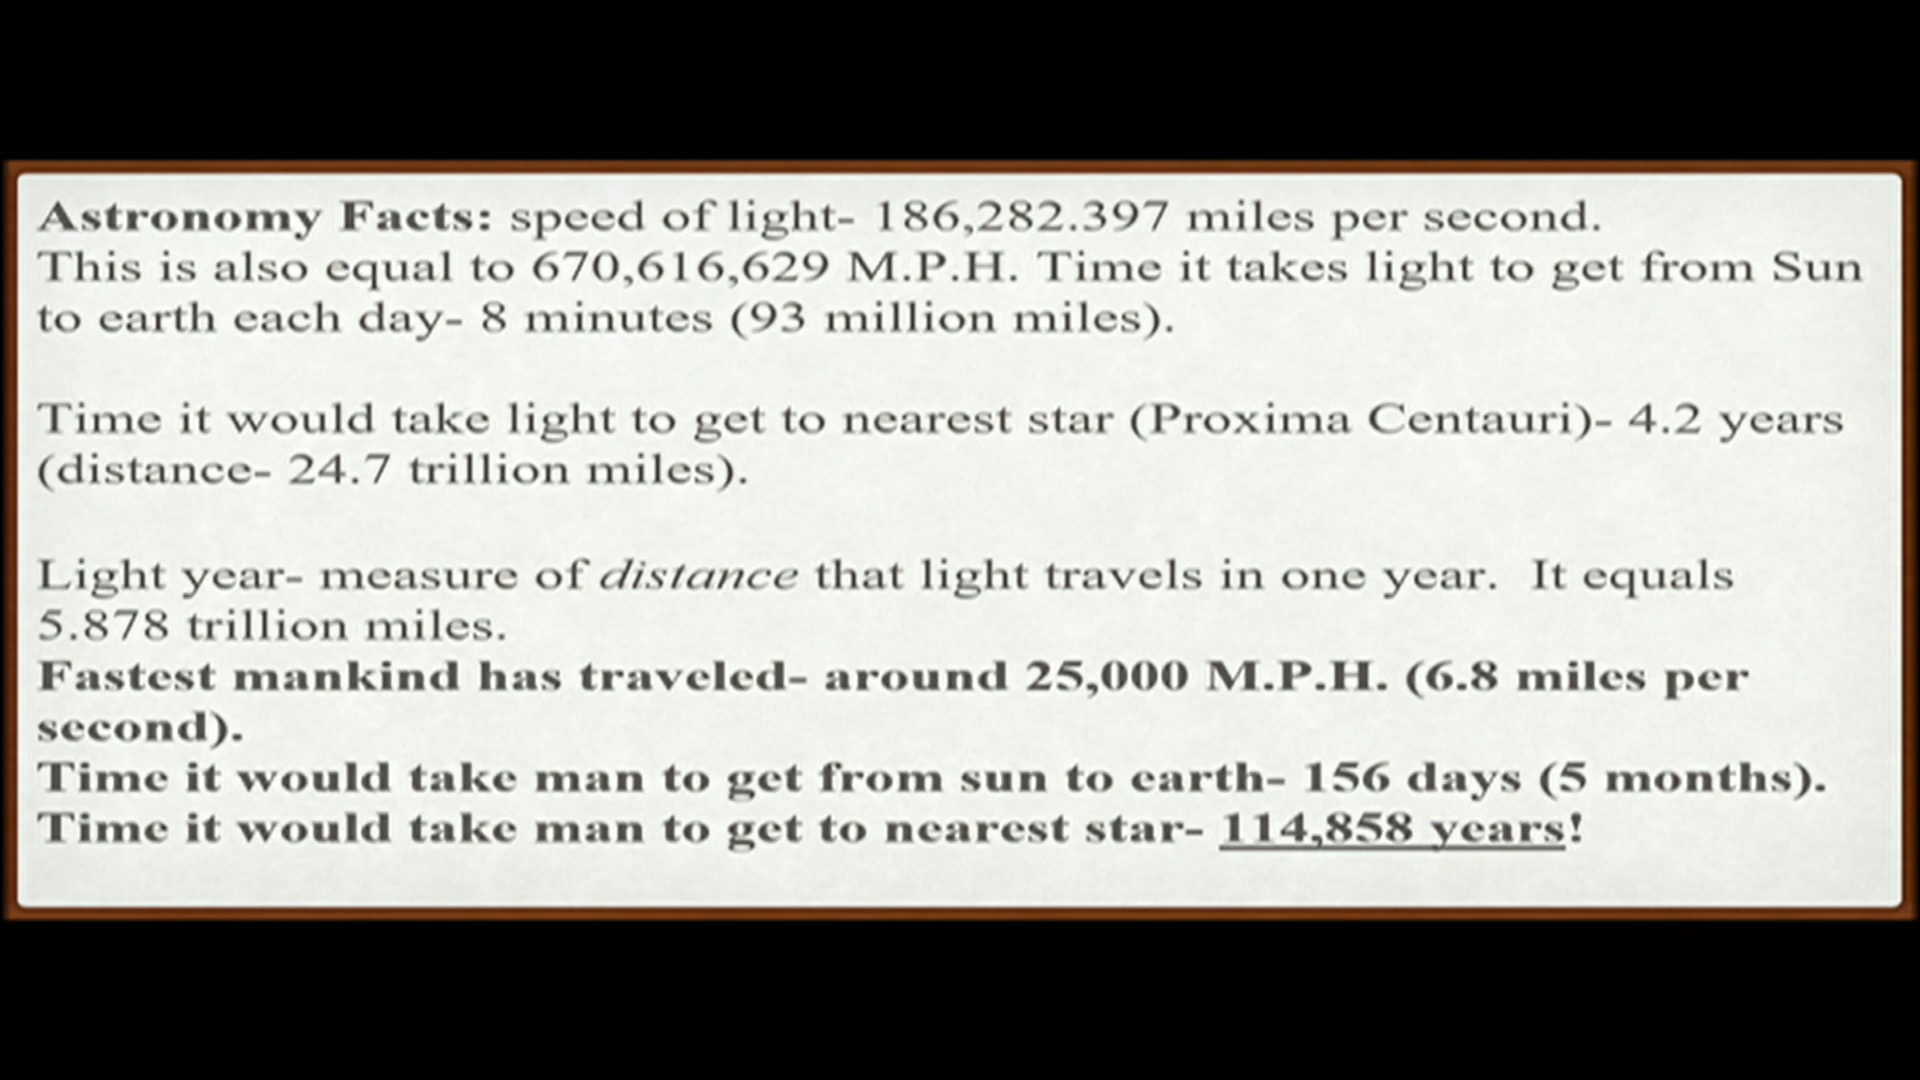 Astronomy Facts: speed of light- 186,282.397 miles per second.
This is also equal to 670,616,629 M.P.H. Time it takes light to get from Sun
to earth each day- 8 minutes (93 million miles).
Time it would take light to get to nearest star (Proxima Centauri)- 4.2 years
(distance- 24.7 trillion miles).
Light year- measure of distance that light travels in one year. It equals
5.878 trillion miles.
Fastest mankind has traveled- around 25,000 M.P.H. (6.8 miles per
second).
Time it would take man to get from sun to earth- 156 days (5 months).
Time it would take man to get to nearest star- 114,858 years!